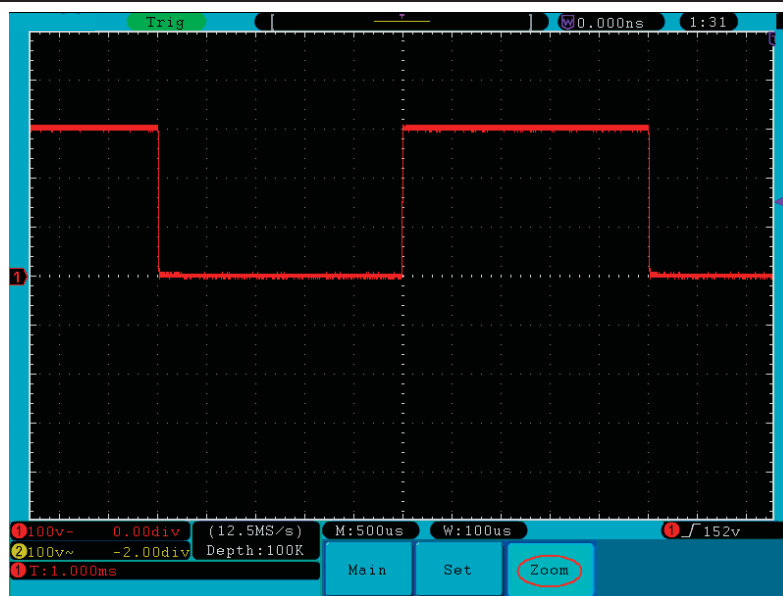 Trig [ T ] W 0.000ns 1:31
T
1
1 100v- 0.00div (12.5MS/s) M:500us W:100us 1 152v
2 100v~ -2.00div Depth:100K
1 T:1.000ms
Main Set Zoom